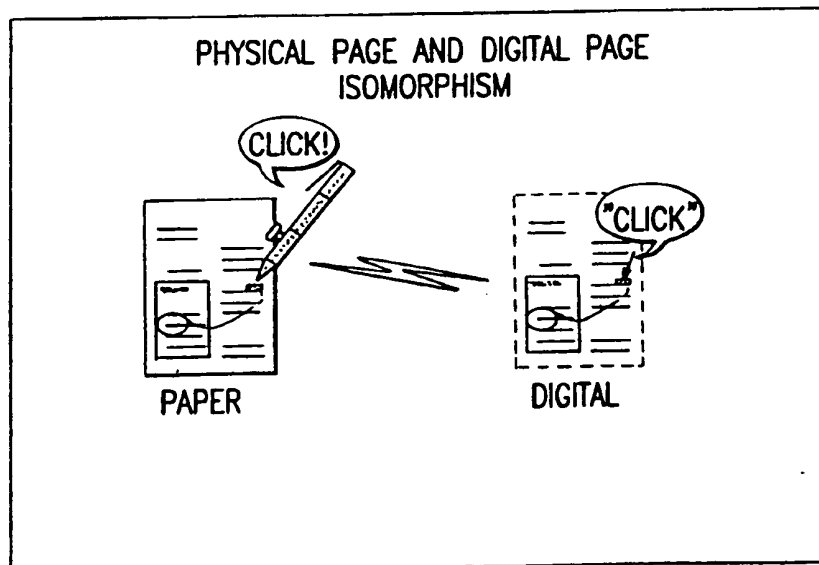 PHYSICAL PAGE AND DIGITAL PAGE
ISOMORPHISM
CLICK!
"CLICK"
PAPER
DIGITAL